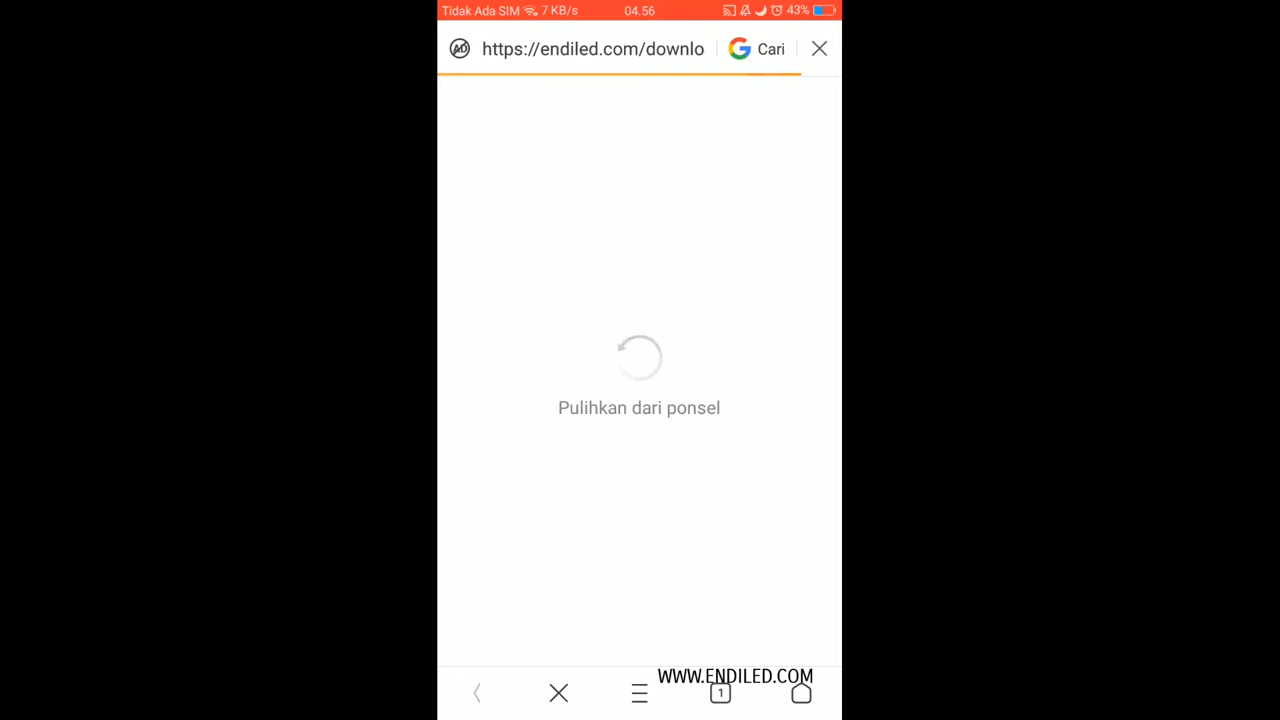 Tidak Ada SIM 7 KB/s 04.56 43%
AD https://endiled.com/downlo Cari
Pulihkan dari ponsel
WWW.ENDILED.COM
1